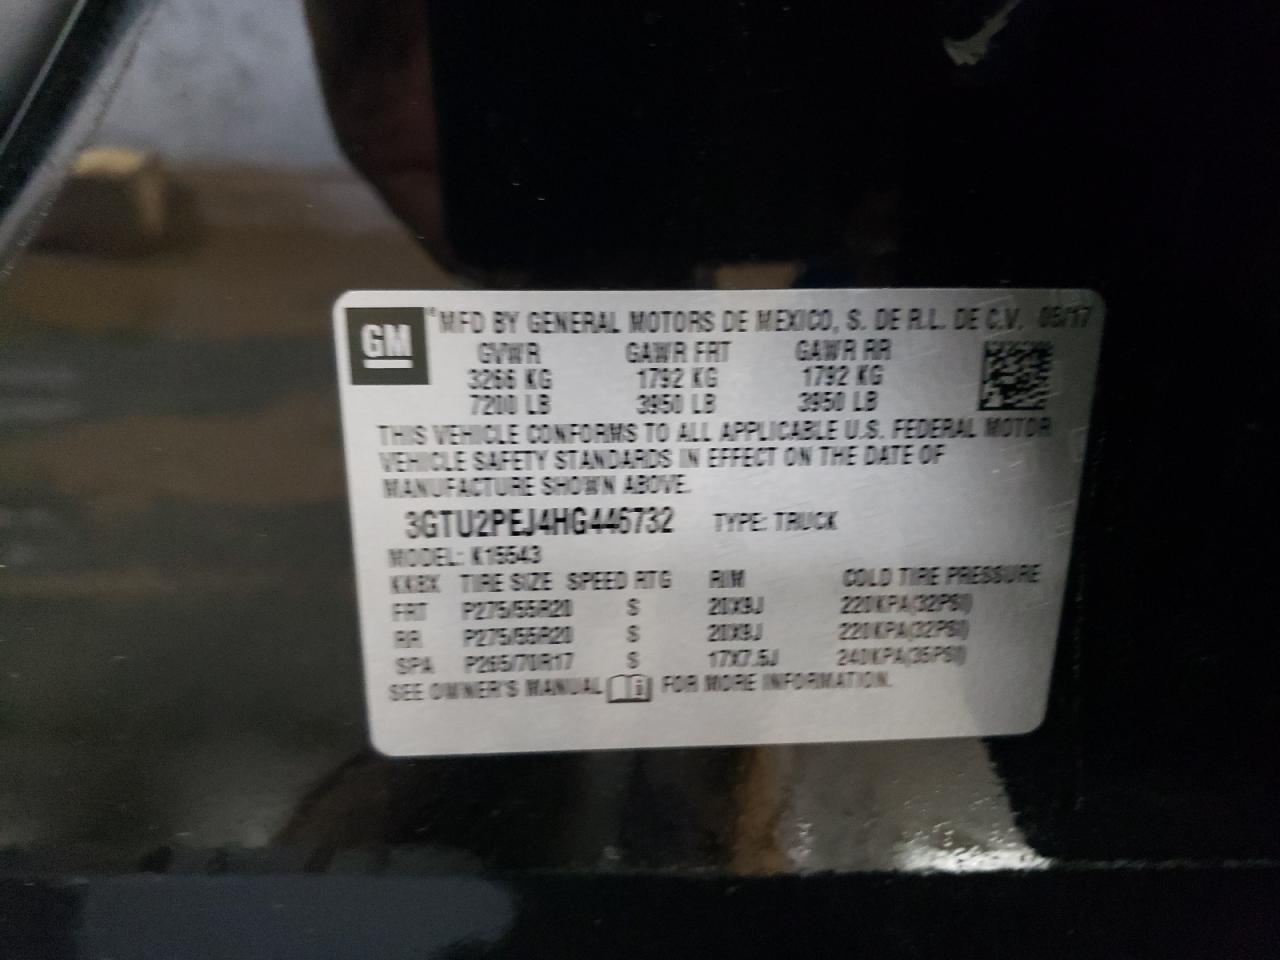 GM ® MFD BY GENERAL MOTORS DE MEXICO, S. DE R.L. DE C.V. 05/17
GVWR GAWR FRT GAWR RR
3266 KG 1792 KG 1792 KG
7200 LB 3950 LB 3950 LB
THIS VEHICLE CONFORMS TO ALL APPLICABLE U.S. FEDERAL MOTOR
VEHICLE SAFETY STANDARDS IN EFFECT ON THE DATE OF
MANUFACTURE SHOWN ABOVE.
3GTU2PEJ4HG446732 TYPE: TRUCK
MODEL: K15543
KKBX TIRE SIZE SPEED RTG RIM COLD TIRE PRESSURE
FRT P275/55R20 S 20X9J 220KPA(32PSI)
RR P275/55R20 S 20X9J 220KPA(32PSI)
SPA P265/70R17 S 17X7.5J 240KPA(35PSI)
SEE OWNER'S MANUAL i FOR MORE INFORMATION.